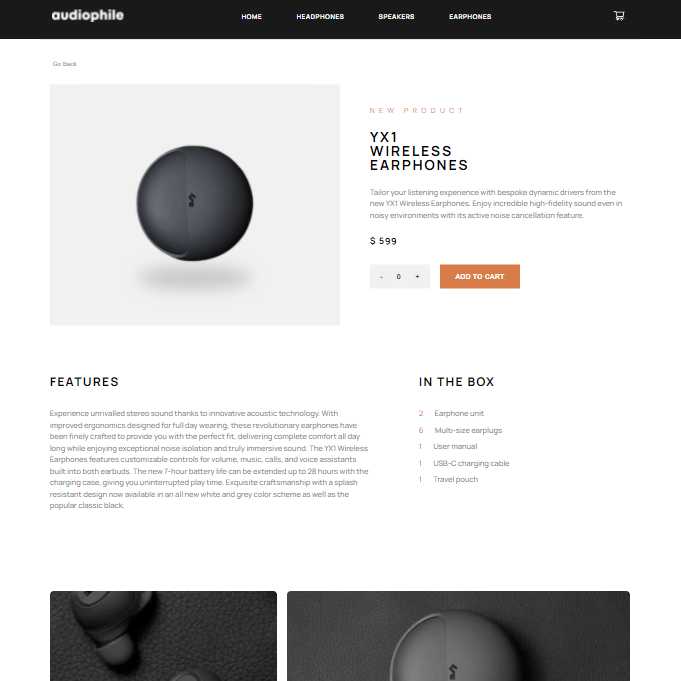 audiophile
HOME HEADPHONES SPEAKERS EARPHONES
Go Back
NEW PRODUCT
YX1
WIRELESS
EARPHONES
Tailor your listening experience with bespoke dynamic drivers from the
new YX1 Wireless Earphones. Enjoy incredible high-fidelity sound even in
noisy environments with its active noise cancellation feature.
$ 599
- 0 + ADD TO CART
FEATURES
Experience unrivalled stereo sound thanks to innovative acoustic technology. With
improved ergonomics designed for full day wearing, these revolutionary earphones have
been finely crafted to provide you with the perfect fit, delivering complete comfort all day
long while enjoying exceptional noise isolation and truly immersive sound. The YX1 Wireless
Earphones features customizable controls for volume, music, calls, and voice assistants
built into both earbuds. The new 7-hour battery life can be extended up to 28 hours with the
charging case, giving you uninterrupted play time. Exquisite craftsmanship with a splash
resistant design now available in an all new white and grey color scheme as well as the
popular classic black.
IN THE BOX
2 Earphone unit
6 Multi-size earplugs
1 User manual
1 USB-C charging cable
1 Travel pouch